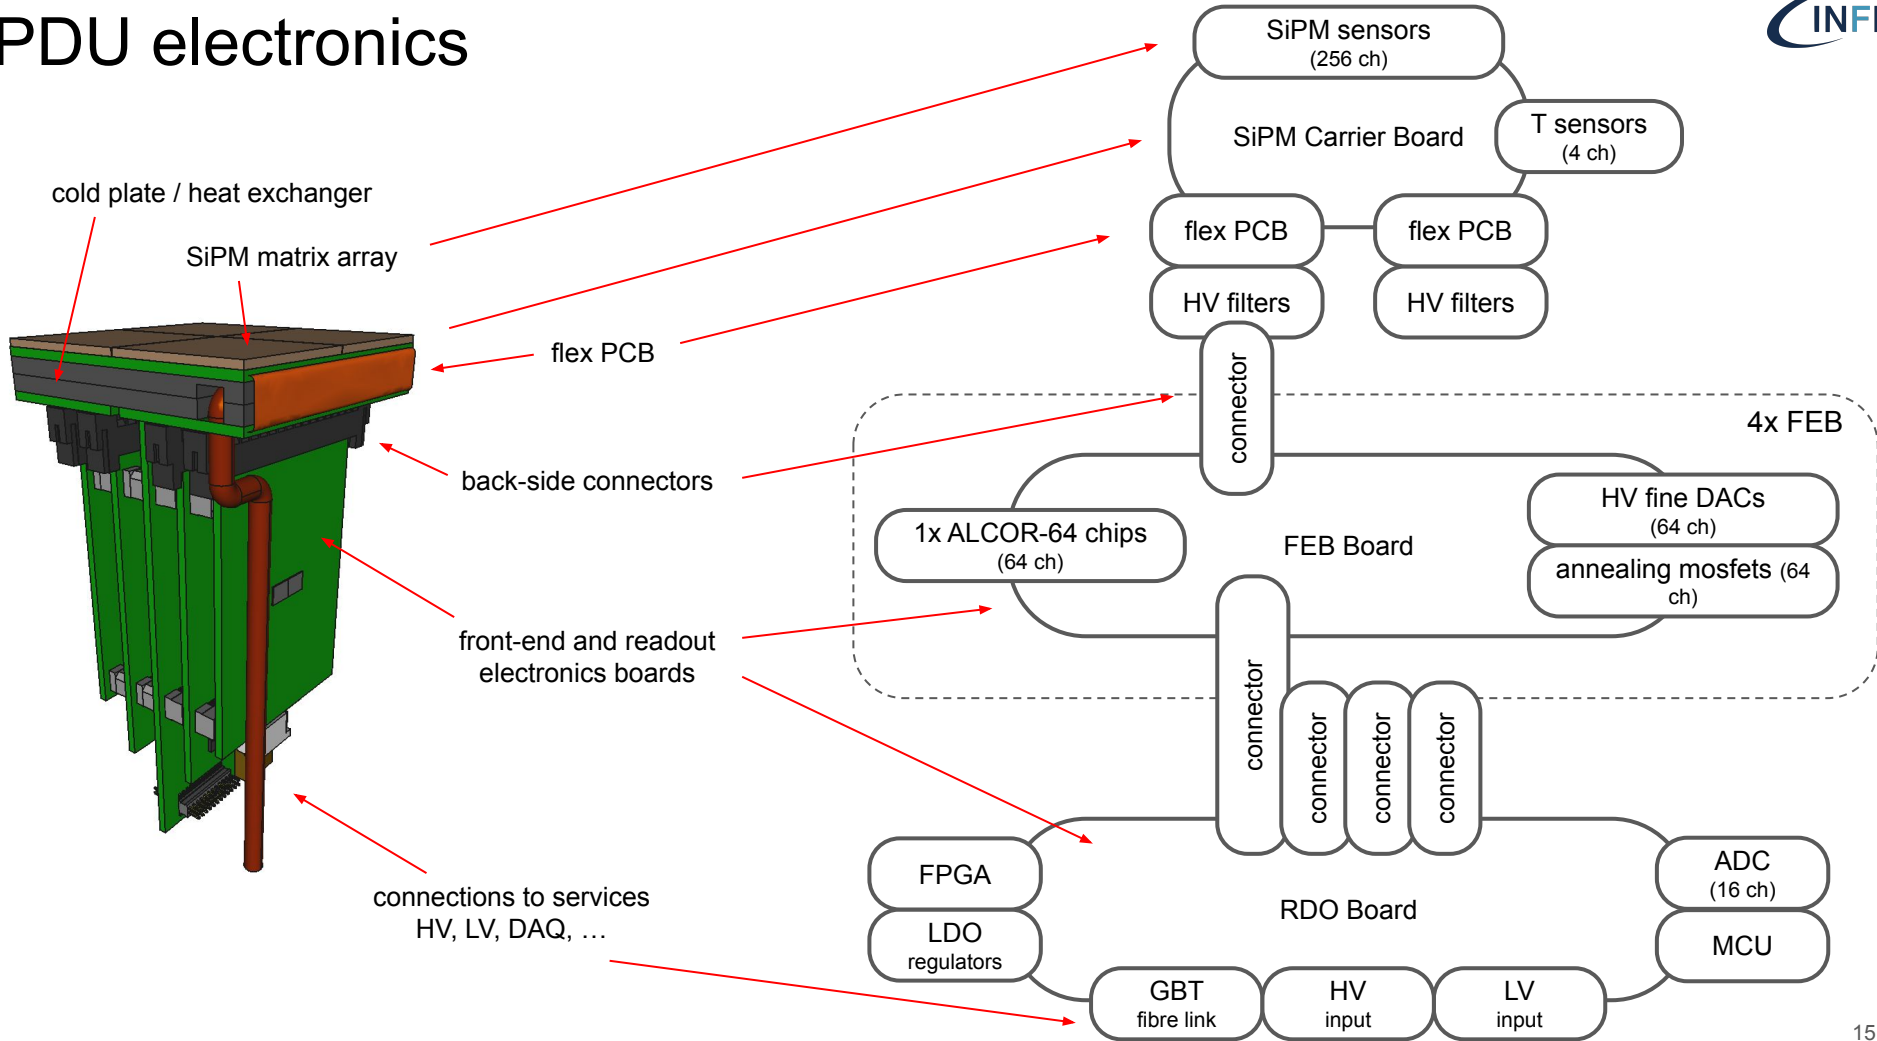 PDU electronics
INF
SiPM sensors
(256 ch)
SiPM Carrier Board
T sensors
(4 ch)
cold plate / heat exchanger
SiPM matrix array
flex PCB
flex PCB
HV filters
HV filters
flex PCB
connector
4x FEB
back-side connectors
HV fine DACs
(64 ch)
1x ALCOR-64 chips
(64 ch)
FEB Board
annealing mosfets (64
ch)
front-end and readout
electronics boards
connector
connector
connector
connector
FPGA
ADC
(16 ch)
connections to services
HV, LV, DAQ, …
RDO Board
LDO
regulators
MCU
GBT
fibre link
HV
input
LV
input
15